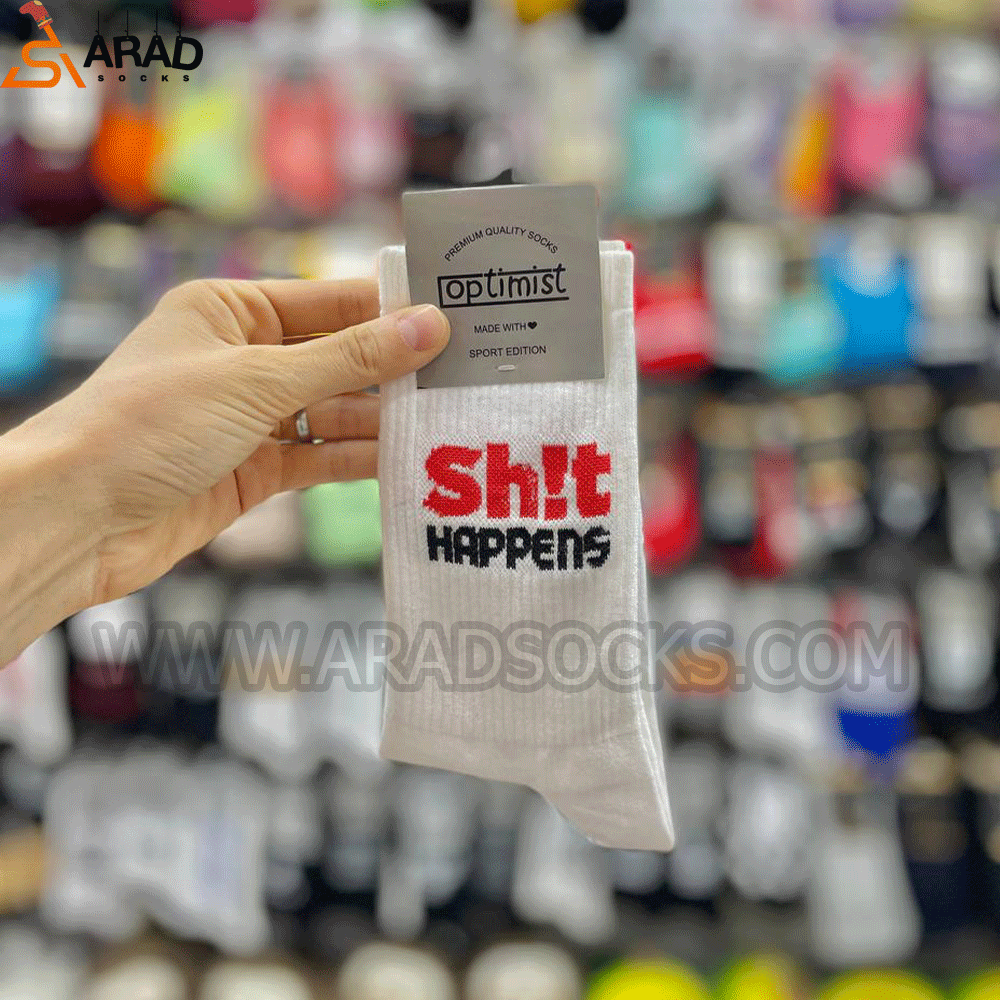 ARAD
SOCKS
PREMIUM QUALITY SOCKS
optimist
MADE WITH ❤
SPORT EDITION
Sh!t
HAPPENS
WWW.ARADSOCKS.COM